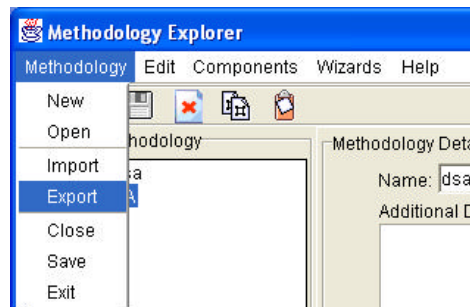 Methodology Explorer
Methodology Edit Components Wizards Help
New
Open
hodology
Methodology Deta
Import
sa
Name: dsa
Export
A
Additional D
Close
Save
Exit